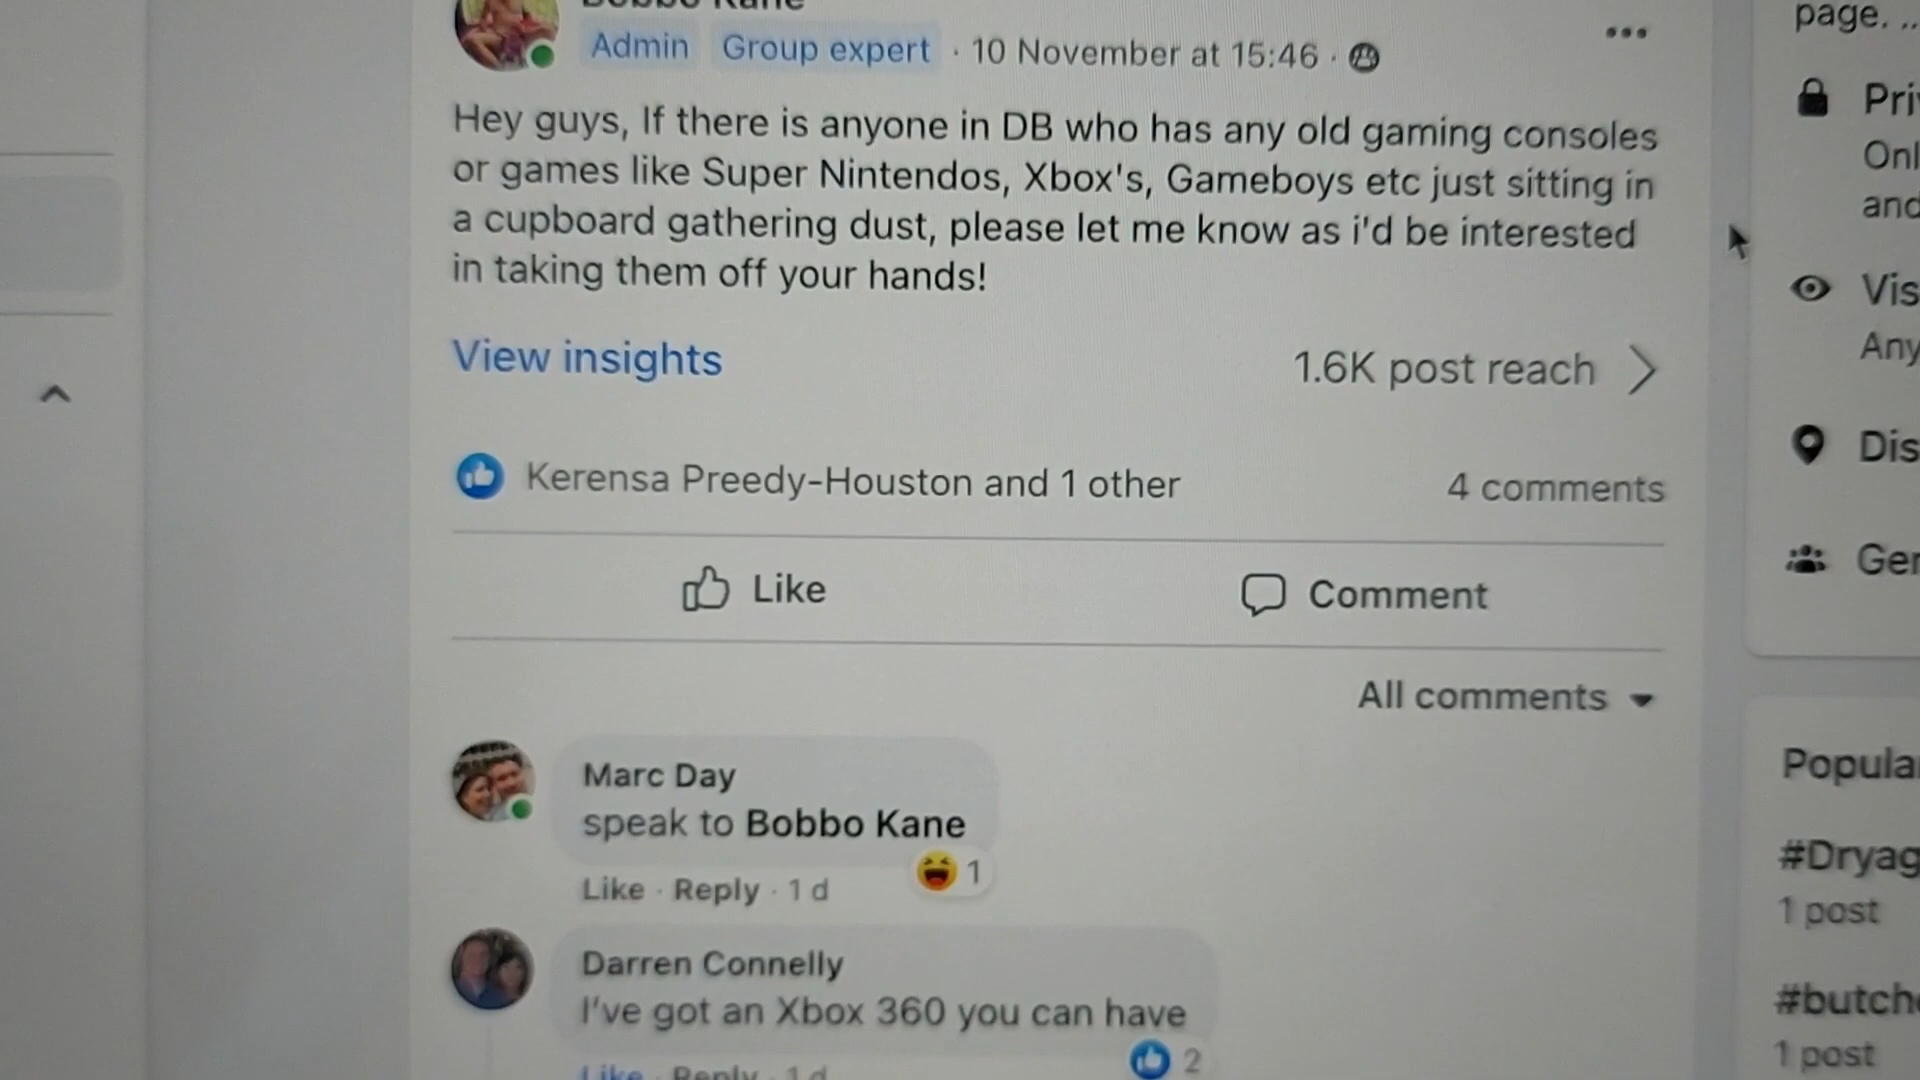 Bobbo Kane
Admin Group expert · 10 November at 15:46 ·
Hey guys, If there is anyone in DB who has any old gaming consoles
or games like Super Nintendos, Xbox's, Gameboys etc just sitting in
a cupboard gathering dust, please let me know as i'd be interested
in taking them off your hands!
View insights
1.6K post reach
Kerensa Preedy-Houston and 1 other
4 comments
Like
Comment
All comments
Marc Day
speak to Bobbo Kane
1
Like · Reply · 1 d
Darren Connelly
I've got an Xbox 360 you can have
2
Like · Reply · 1 d
page. ..
Pri
Onl
and
Vis
Any
Dis
Ger
Popula
#Dryag
1 post
#butch
1 post